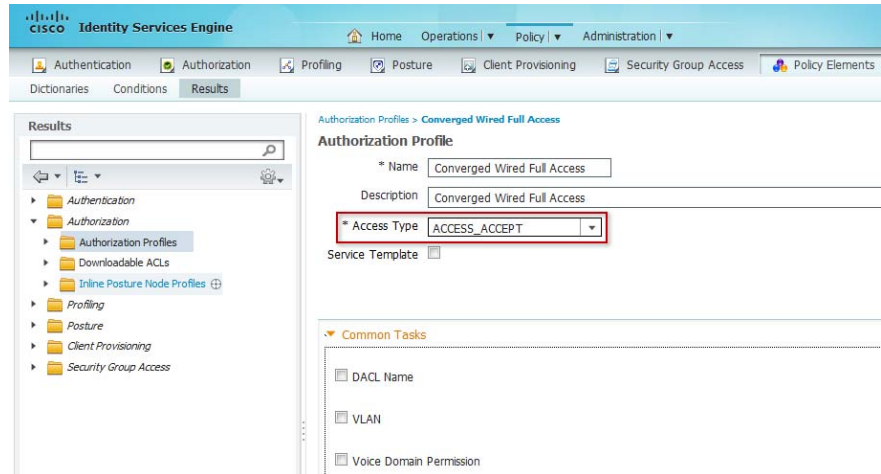 CISCO Identity Services Engine
Home Operations Policy Administration
Authentication Authorization Profiling Posture Client Provisioning Security Group Access Policy Elements
Dictionaries Conditions Results
Results
Authentication
Authorization
Authorization Profiles
Downloadable ACLs
Inline Posture Node Profiles
Profiling
Posture
Client Provisioning
Security Group Access
Authorization Profiles > Converged Wired Full Access
Authorization Profile
* Name Converged Wired Full Access
Description Converged Wired Full Access
* Access Type ACCESS_ACCEPT
Service Template
Common Tasks
DACL Name
VLAN
Voice Domain Permission